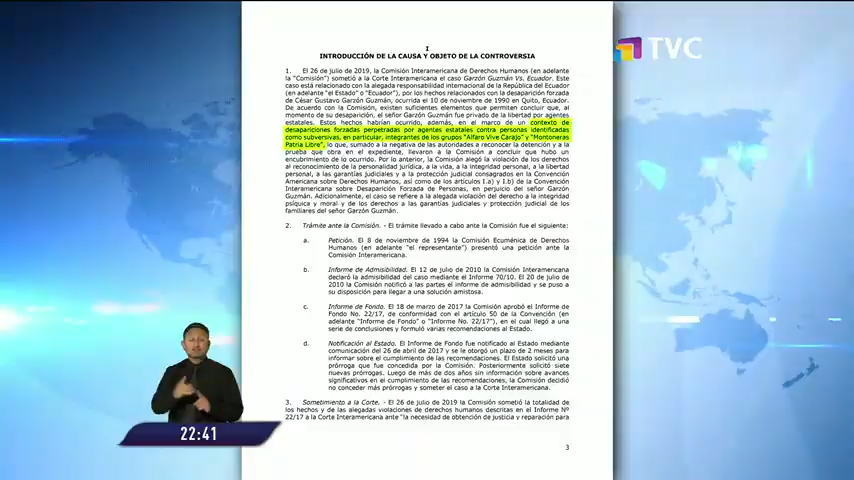 I
INTRODUCCIÓN DE LA CAUSA Y OBJETO DE LA CONTROVERSIA
1. El 26 de julio de 2019, la Comisión Interamericana de Derechos Humanos (en adelante
la "Comisión") sometió a la Corte Interamericana el caso Garzón Guzmán Vs. Ecuador. Este
caso está relacionado con la alegada responsabilidad internacional de la República del Ecuador
(en adelante "el Estado" o "Ecuador"), por los hechos relacionados con la desaparición forzada
de César Gustavo Garzón Guzmán, ocurrida el 10 de noviembre de 1990 en Quito, Ecuador.
De acuerdo con la Comisión, existen suficientes elementos que permiten concluir que, al
momento de su desaparición, el señor Garzón Guzmán fue privado de la libertad por agentes
estatales. Estos hechos habrían ocurrido, además, en el marco de un contexto de
desapariciones forzadas perpetradas por agentes estatales contra personas identificadas
como subversivas, en particular, integrantes de los grupos "Alfaro Vive Carajo" y "Montoneras
Patria Libre", lo que, sumado a la negativa de las autoridades a reconocer la detención y a la
prueba que obra en el expediente, llevaron a la Comisión a concluir que hubo un
encubrimiento de lo ocurrido. Por lo anterior, la Comisión alegó la violación de los derechos
al reconocimiento de la personalidad jurídica, a la vida, a la integridad personal, a la libertad
personal, a las garantías judiciales y a la protección judicial consagrados en la Convención
Americana sobre Derechos Humanos, así como de los artículos I.a) y I.b) de la Convención
Interamericana sobre Desaparición Forzada de Personas, en perjuicio del señor Garzón
Guzmán. Adicionalmente, el caso se refiere a la alegada violación del derecho a la integridad
psíquica y moral y de los derechos a las garantías judiciales y protección judicial de los
familiares del señor Garzón Guzmán.
2. Trámite ante la Comisión. - El trámite llevado a cabo ante la Comisión fue el siguiente:
a. Petición. El 8 de noviembre de 1994 la Comisión Ecuménica de Derechos
Humanos (en adelante "el representante") presentó una petición ante la
Comisión Interamericana.
b. Informe de Admisibilidad. El 12 de julio de 2010 la Comisión Interamericana
declaró la admisibilidad del caso mediante el Informe 70/10. El 20 de julio de
2010 la Comisión notificó a las partes el informe de admisibilidad y se puso a
su disposición para llegar a una solución amistosa.
c. Informe de Fondo. El 18 de marzo de 2017 la Comisión aprobó el Informe de
Fondo No. 22/17, de conformidad con el artículo 50 de la Convención (en
adelante "Informe de Fondo" o "Informe No. 22/17"), en el cual llegó a una
serie de conclusiones y formuló varias recomendaciones al Estado.
d. Notificación al Estado. El Informe de Fondo fue notificado al Estado mediante
comunicación del 26 de abril de 2017 y se le otorgó un plazo de 2 meses para
informar sobre el cumplimiento de las recomendaciones. El Estado solicitó una
prórroga que fue concedida por la Comisión. Posteriormente solicitó siete
nuevas prórrogas. Luego de más de dos años sin información sobre avances
significativos en el cumplimiento de las recomendaciones, la Comisión decidió
no conceder más prórrogas y someter el caso a la Corte Interamericana.
3. Sometimiento a la Corte. - El 26 de julio de 2019 la Comisión sometió la totalidad de
los hechos y de las alegadas violaciones de derechos humanos descritas en el Informe Nº
22/17 a la Corte Interamericana ante "la necesidad de obtención de justicia y reparación para
3
TVC
22:41